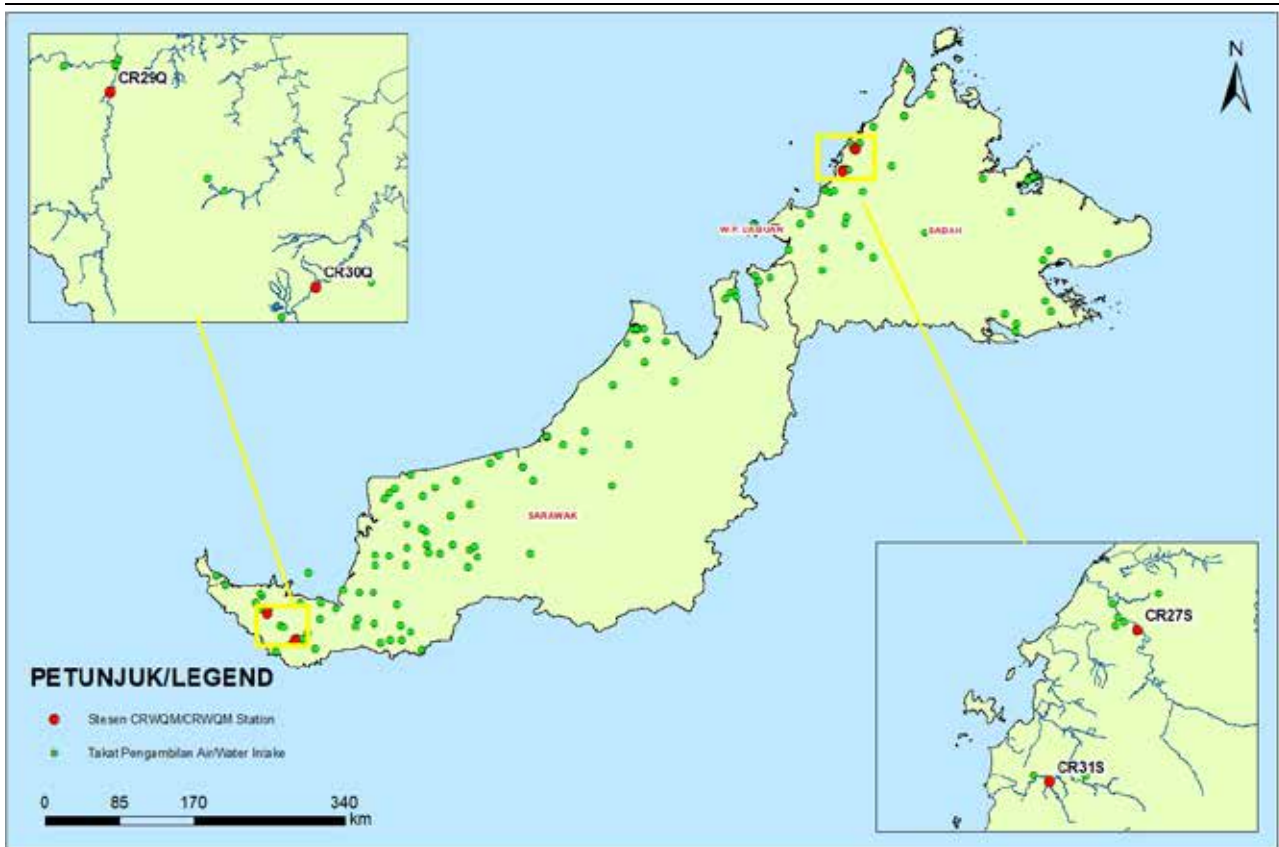 CR29Q
CR30Q
N
W.P. LABUAN
SABAH
SARAWAK
CR27S
CR31S
PETUNJUK/LEGEND
Stesen CRWQM/CRWQM Station
Takat Pengambilan Air/Water Intake
0 85 170 340
km